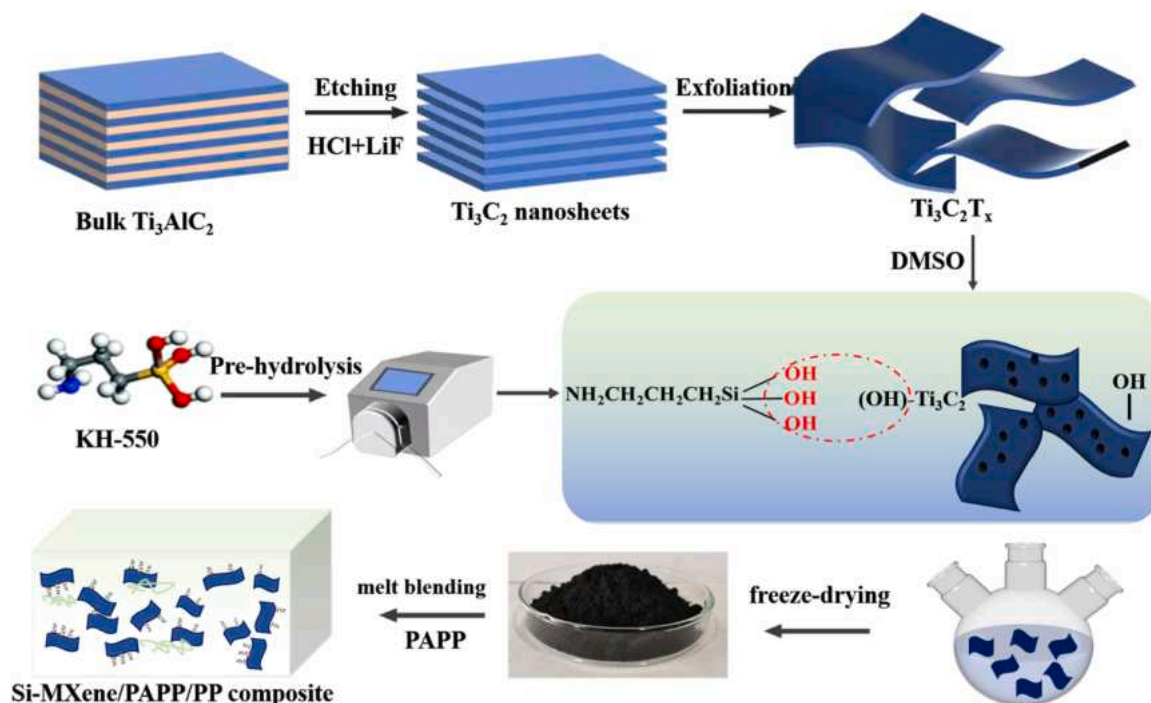 Etching
HCl+LiF
Exfoliation
Bulk Ti₃AlC₂
Ti₃C₂ nanosheets
Ti₃C₂Tₓ
DMSO
Pre-hydrolysis
KH-550
NH₂CH₂CH₂CH₂Si
OH
OH
OH
(OH)-Ti₃C₂
OH
melt blending
PAPP
freeze-drying
Si-MXene/PAPP/PP composite